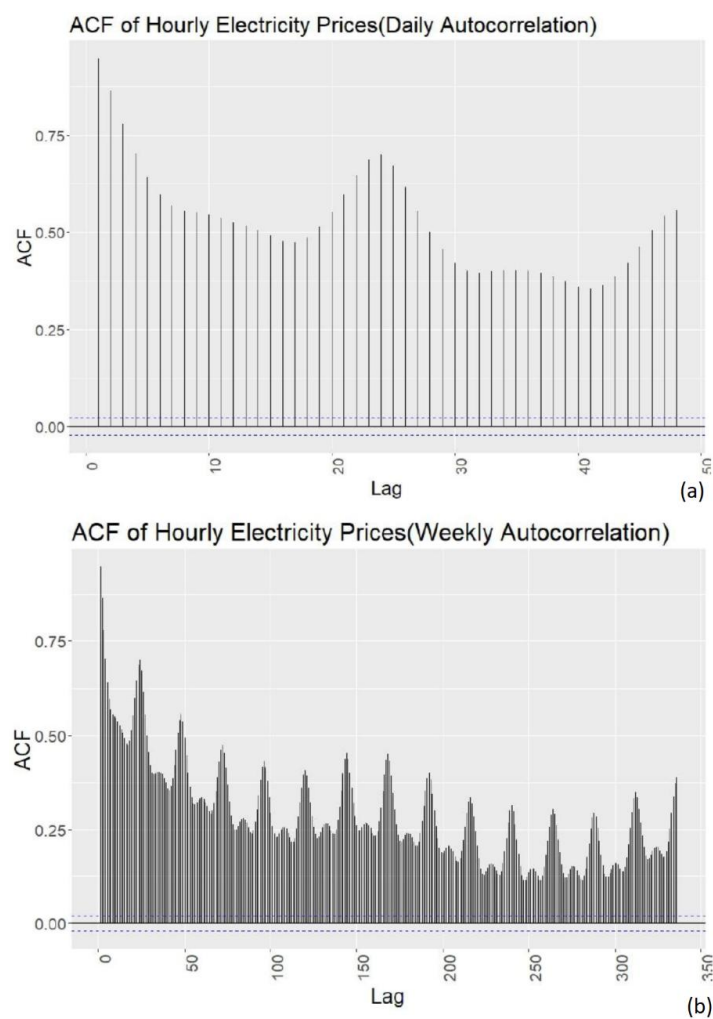 ACF of Hourly Electricity Prices(Daily Autocorrelation)
ACF
0.75
0.50
0.25
0.00
0 10 20 30 40 50
Lag
(a)
ACF of Hourly Electricity Prices(Weekly Autocorrelation)
ACF
0.75
0.50
0.25
0.00
0 50 100 150 200 250 300 350
Lag
(b)